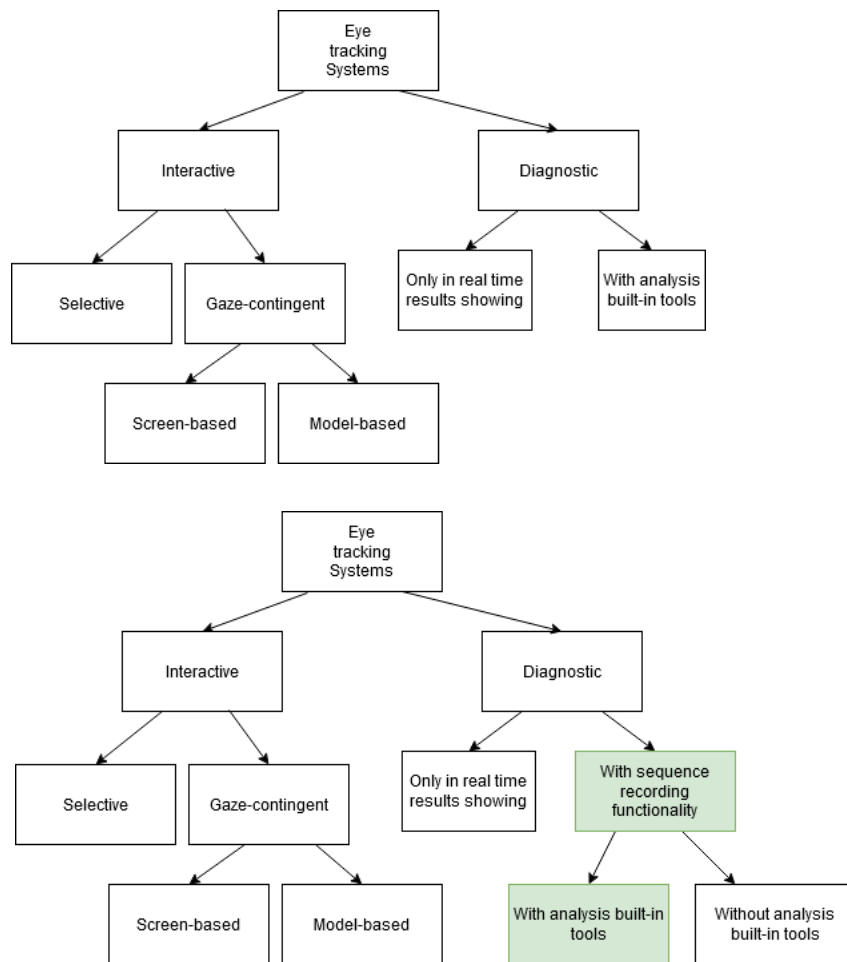 Eye
tracking
Systems
Interactive
Diagnostic
Selective
Gaze-contingent
Only in real time
results showing
With analysis
built-in tools
Screen-based
Model-based
Eye
tracking
Systems
Interactive
Diagnostic
Selective
Gaze-contingent
Only in real time
results showing
With sequence
recording
functionality
Screen-based
Model-based
With analysis built-in
tools
Without analysis
built-in tools